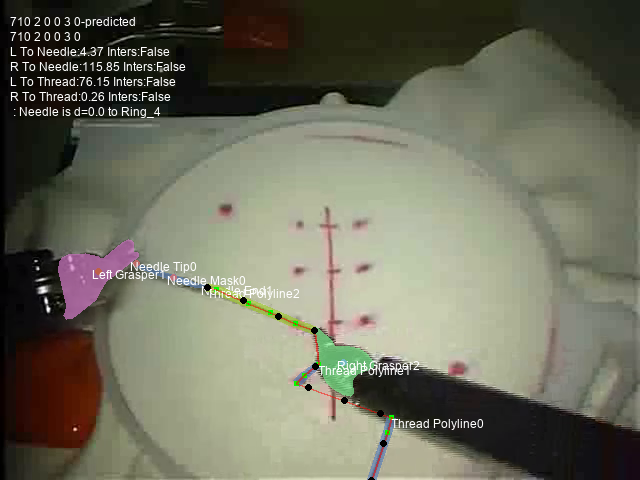 710 2 0 0 3 0-predicted
710 2 0 0 3 0
L To Needle:4.37 Inters:False
R To Needle:115.85 Inters:False
L To Thread:76.15 Inters:False
R To Thread:0.26 Inters:False
: Needle is d=0.0 to Ring_4
Needle Tip0
Left Grasper1
Needle Mask0
Thread Polyline2
Right Grasper2
Thread Polyline1
Thread Polyline0